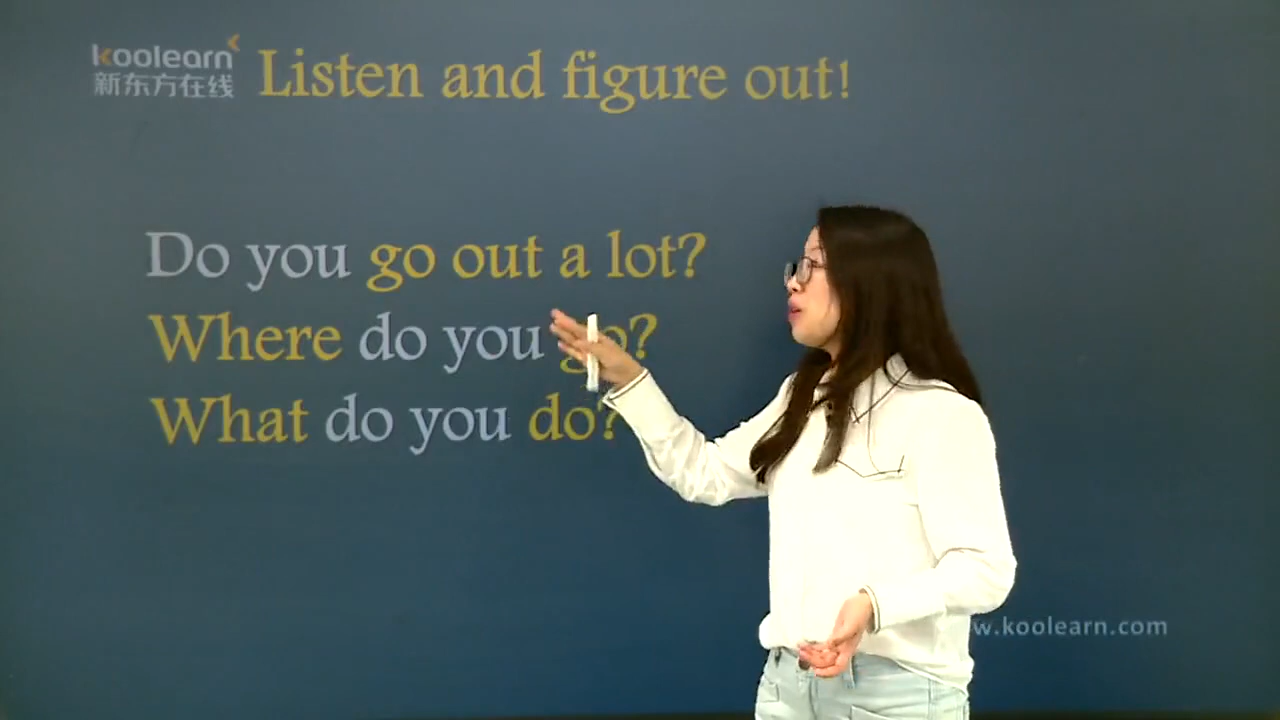 koolearn
新东方在线
Listen and figure out!
Do you go out a lot?
Where do you go?
What do you do?
w.koolearn.com